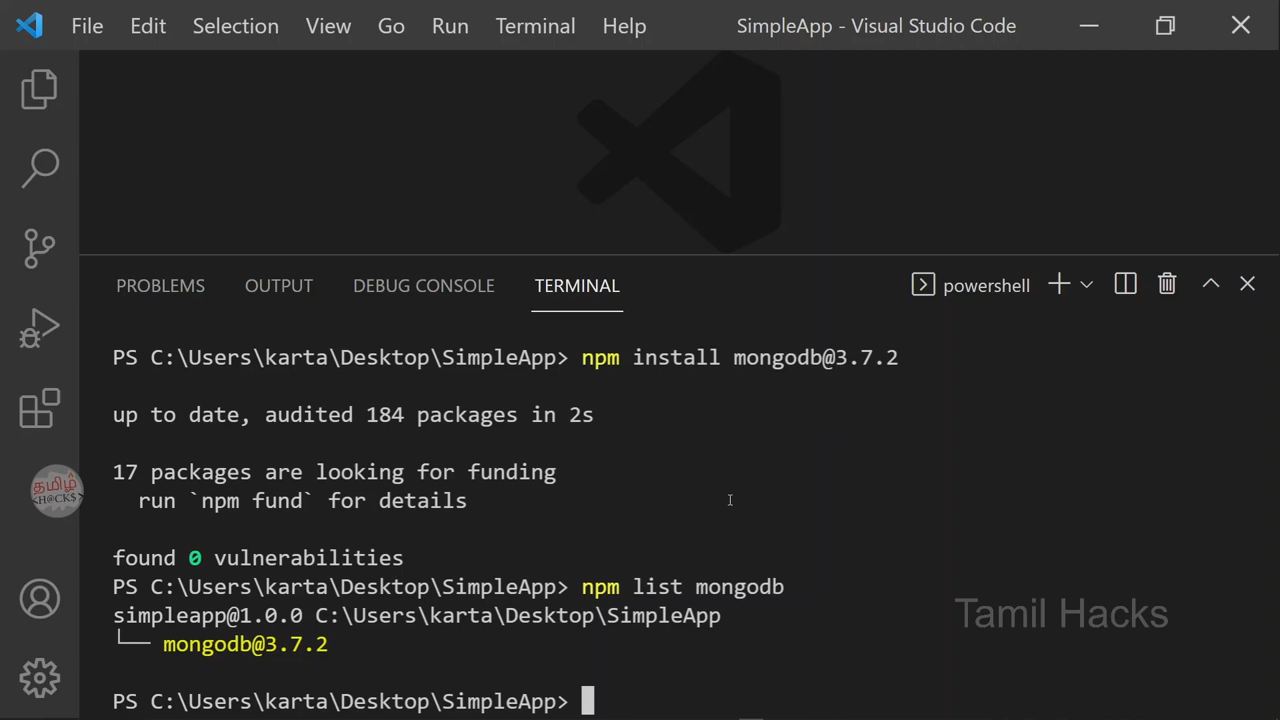 File Edit Selection View Go Run Terminal Help SimpleApp - Visual Studio Code
PROBLEMS OUTPUT DEBUG CONSOLE TERMINAL powershell
PS C:\Users\karta\Desktop\SimpleApp> npm install mongodb@3.7.2
up to date, audited 184 packages in 2s
17 packages are looking for funding
run `npm fund` for details
தமிழ்
<H@CK$>
found 0 vulnerabilities
PS C:\Users\karta\Desktop\SimpleApp> npm list mongodb
simpleapp@1.0.0 C:\Users\karta\Desktop\SimpleApp
└── mongodb@3.7.2
Tamil Hacks
PS C:\Users\karta\Desktop\SimpleApp>